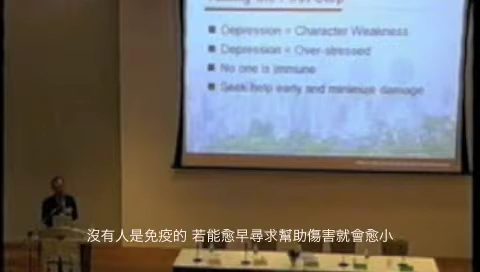 Depression = Character Weakness
Depression = Over-stressed
No one is immune
Seek help early and minimize damage
沒有人是免疫的 若能愈早尋求幫助傷害就會愈小